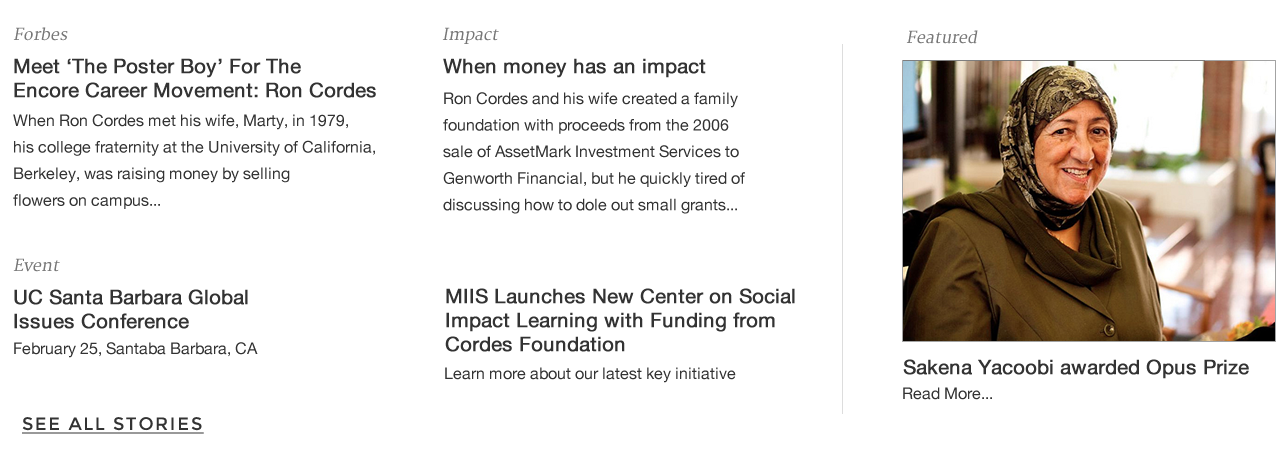 Forbes
Meet ‘The Poster Boy’ For The
Encore Career Movement: Ron Cordes
When Ron Cordes met his wife, Marty, in 1979,
his college fraternity at the University of California,
Berkeley, was raising money by selling
flowers on campus...
Event
UC Santa Barbara Global
Issues Conference
February 25, Santaba Barbara, CA
SEE ALL STORIES
Impact
When money has an impact
Ron Cordes and his wife created a family
foundation with proceeds from the 2006
sale of AssetMark Investment Services to
Genworth Financial, but he quickly tired of
discussing how to dole out small grants...
MIIS Launches New Center on Social
Impact Learning with Funding from
Cordes Foundation
Learn more about our latest key initiative
Featured
Sakena Yacoobi awarded Opus Prize
Read More...